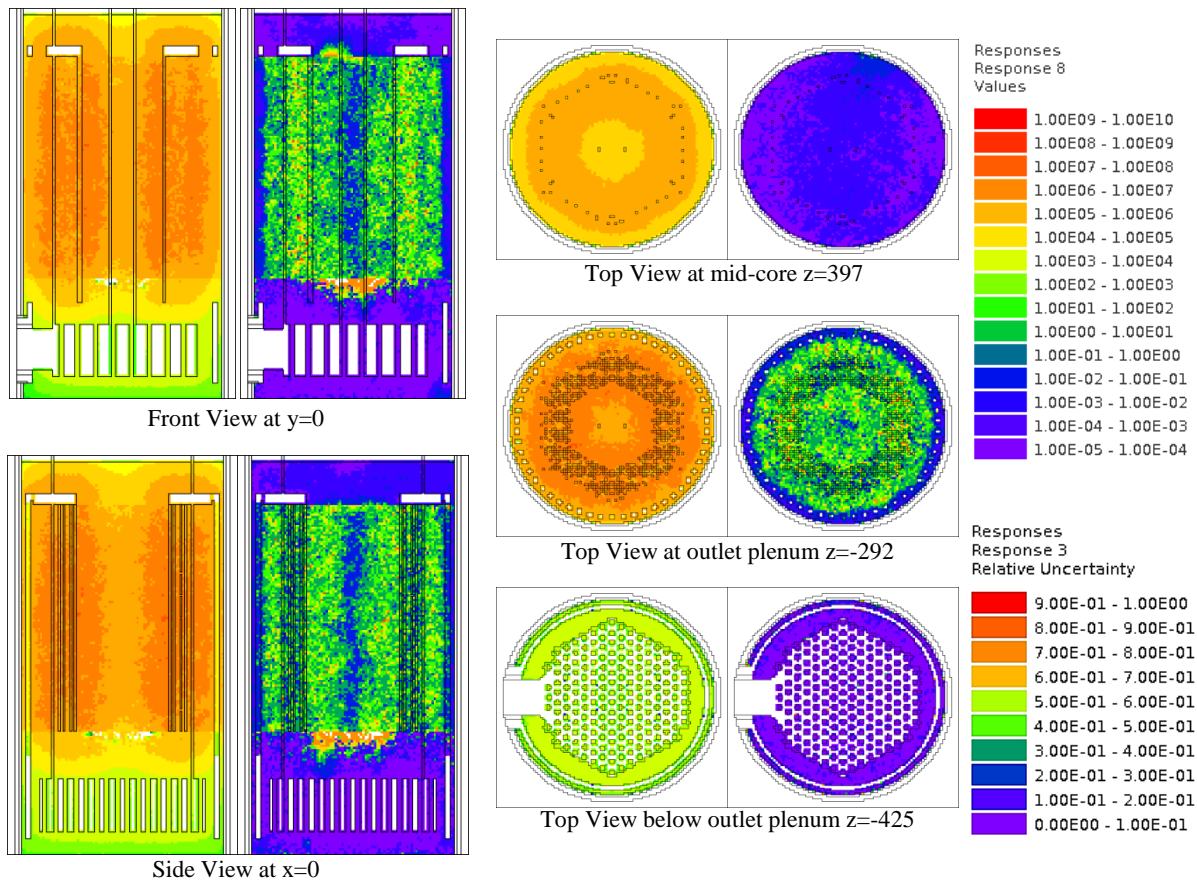 Front View at y=0
Side View at x=0
Top View at mid-core z=397
Top View at outlet plenum z=-292
Top View below outlet plenum z=-425
Responses
Response 8
Values
1.00E09 - 1.00E10
1.00E08 - 1.00E09
1.00E07 - 1.00E08
1.00E06 - 1.00E07
1.00E05 - 1.00E06
1.00E04 - 1.00E05
1.00E03 - 1.00E04
1.00E02 - 1.00E03
1.00E01 - 1.00E02
1.00E00 - 1.00E01
1.00E-01 - 1.00E00
1.00E-02 - 1.00E-01
1.00E-03 - 1.00E-02
1.00E-04 - 1.00E-03
1.00E-05 - 1.00E-04
Responses
Response 3
Relative Uncertainty
9.00E-01 - 1.00E00
8.00E-01 - 9.00E-01
7.00E-01 - 8.00E-01
6.00E-01 - 7.00E-01
5.00E-01 - 6.00E-01
4.00E-01 - 5.00E-01
3.00E-01 - 4.00E-01
2.00E-01 - 3.00E-01
1.00E-01 - 2.00E-01
0.00E00 - 1.00E-01